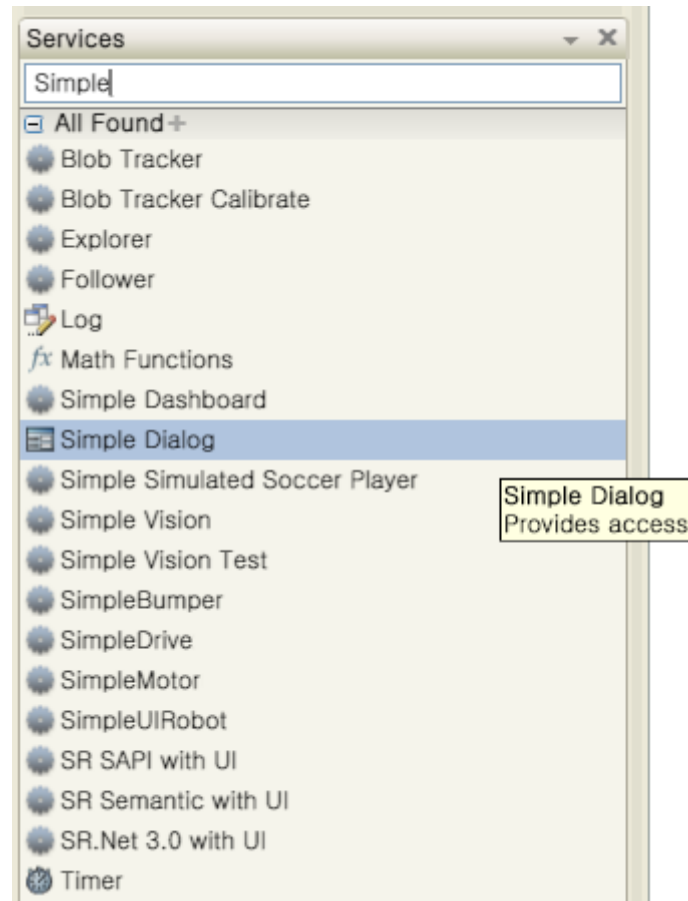 Services
Simple
All Found
Blob Tracker
Blob Tracker Calibrate
Explorer
Follower
Log
fx Math Functions
Simple Dashboard
Simple Dialog
Simple Simulated Soccer Player
Simple Dialog
Provides access
Simple Vision
Simple Vision Test
SimpleBumper
SimpleDrive
SimpleMotor
SimpleUIRobot
SR SAPI with UI
SR Semantic with UI
SR.Net 3.0 with UI
Timer